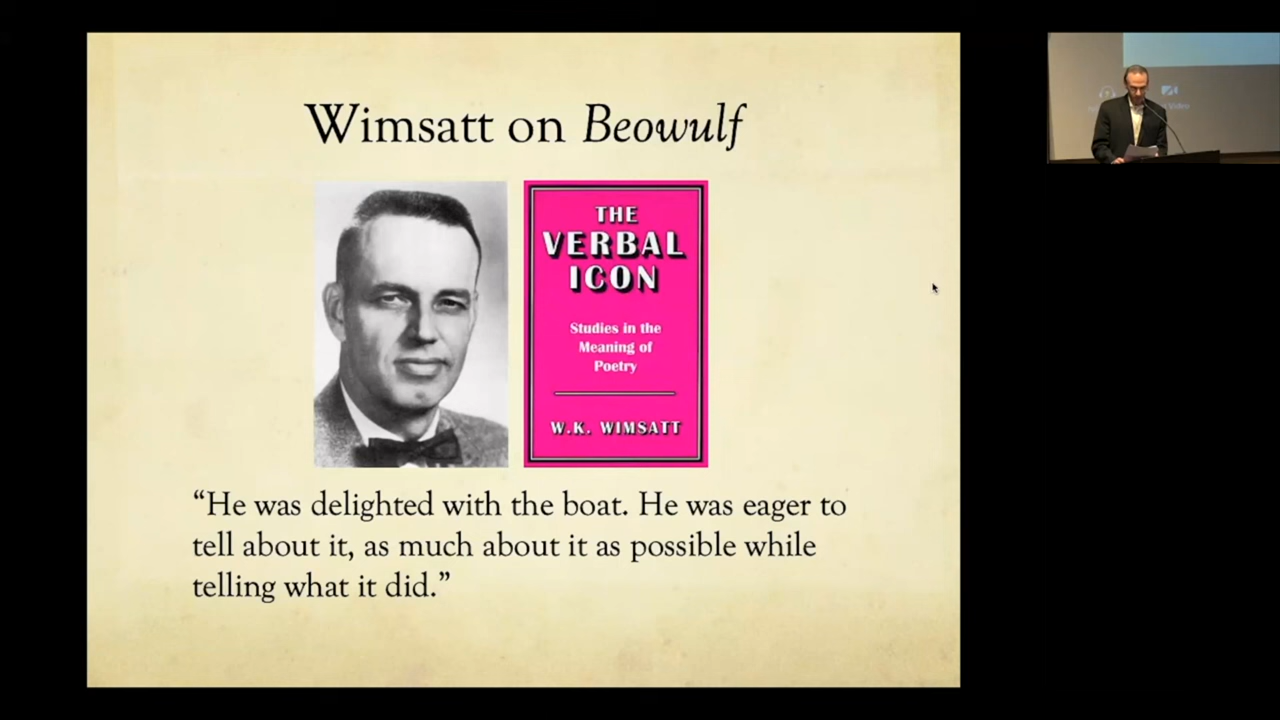 Wimsatt on Beowulf
THE
VERBAL
ICON
Studies in the
Meaning of
Poetry
W.K. WIMSATT
“He was delighted with the boat. He was eager to
tell about it, as much about it as possible while
telling what it did.”